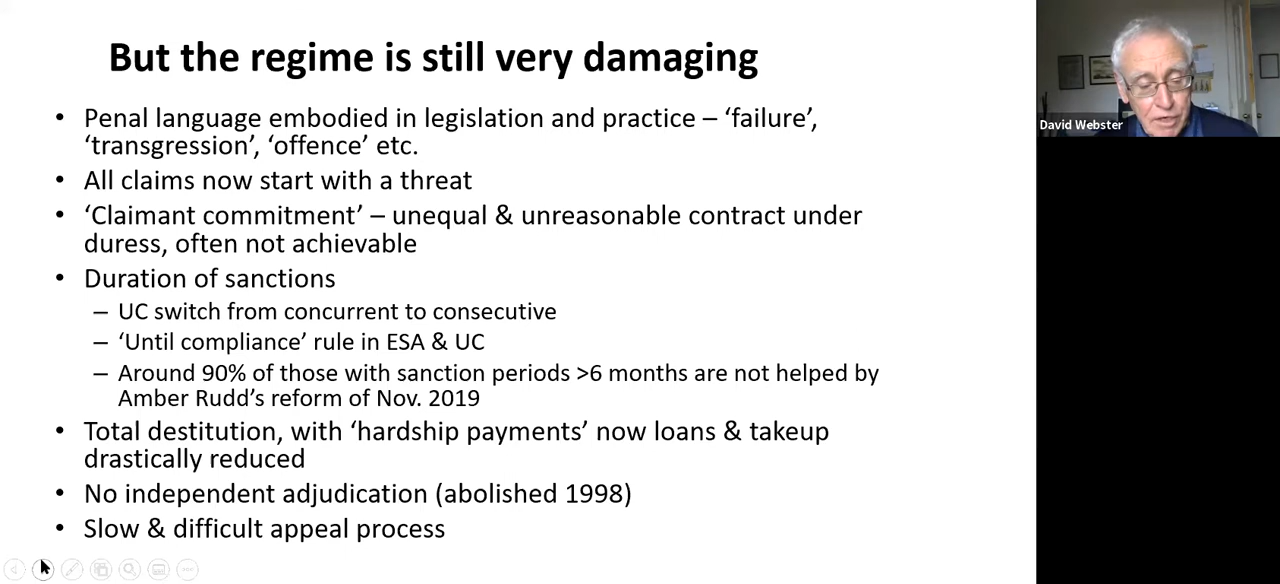 But the regime is still very damaging
• Penal language embodied in legislation and practice – ‘failure’,
‘transgression’, ‘offence’ etc.
• All claims now start with a threat
• ‘Claimant commitment’ – unequal & unreasonable contract under
duress, often not achievable
• Duration of sanctions
– UC switch from concurrent to consecutive
– ‘Until compliance’ rule in ESA & UC
– Around 90% of those with sanction periods >6 months are not helped by
Amber Rudd’s reform of Nov. 2019
• Total destitution, with ‘hardship payments’ now loans & takeup
drastically reduced
• No independent adjudication (abolished 1998)
• Slow & difficult appeal process
David Webster